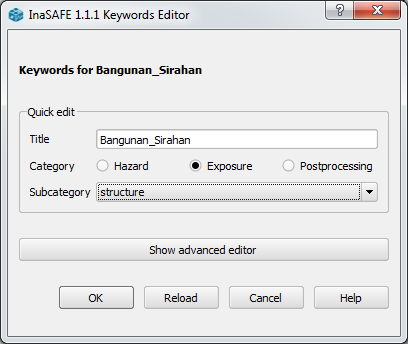 InaSAFE 1.1.1 Keywords Editor
Keywords for Bangunan_Sirahan
Quick edit
Title Bangunan_Sirahan
Category Hazard Exposure Postprocessing
Subcategory structure
Show advanced editor
OK Reload Cancel Help